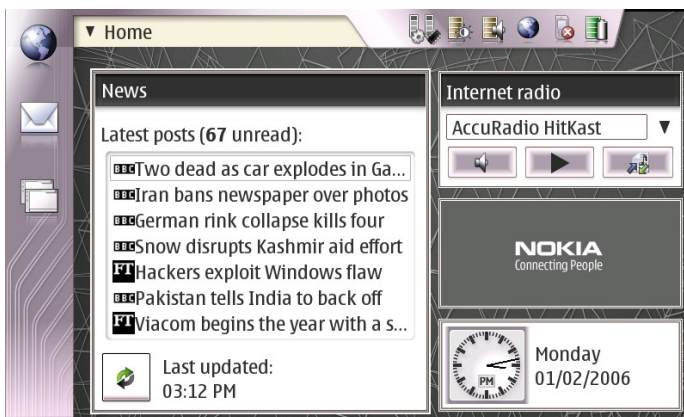 Home
News
Latest posts (67 unread):
BBC Two dead as car explodes in Ga...
BBC Iran bans newspaper over photos
BBC German rink collapse kills four
BBC Snow disrupts Kashmir aid effort
FT Hackers exploit Windows flaw
BBC Pakistan tells India to back off
FT Viacom begins the year with a s...
Last updated:
03:12 PM
Internet radio
AccuRadio HitKast
NOKIA
Connecting People
PM
Monday
01/02/2006